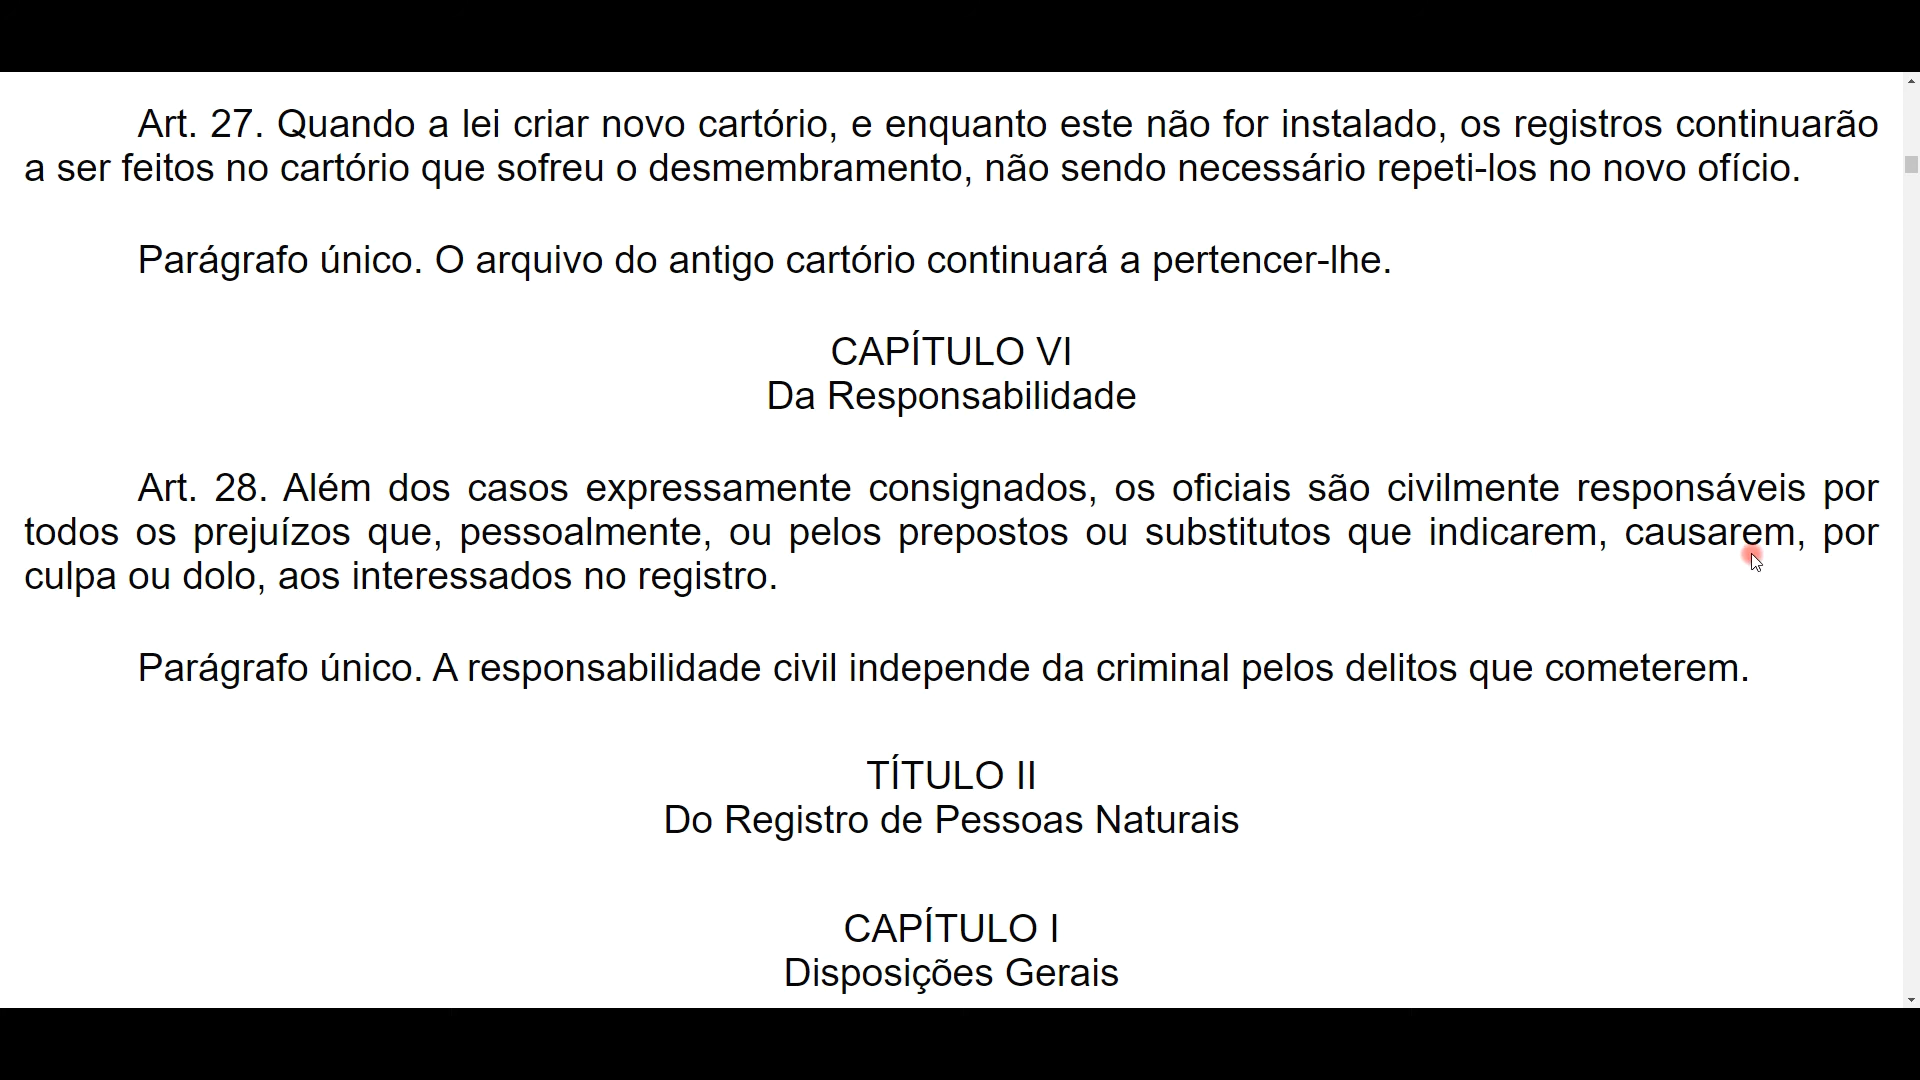 Art. 27. Quando a lei criar novo cartório, e enquanto este não for instalado, os registros continuarão
a ser feitos no cartório que sofreu o desmembramento, não sendo necessário repeti-los no novo ofício.
Parágrafo único. O arquivo do antigo cartório continuará a pertencer-lhe.
CAPÍTULO VI
Da Responsabilidade
Art. 28. Além dos casos expressamente consignados, os oficiais são civilmente responsáveis por
todos os prejuízos que, pessoalmente, ou pelos prepostos ou substitutos que indicarem, causarem, por
culpa ou dolo, aos interessados no registro.
Parágrafo único. A responsabilidade civil independe da criminal pelos delitos que cometerem.
TÍTULO II
Do Registro de Pessoas Naturais
CAPÍTULO I
Disposições Gerais